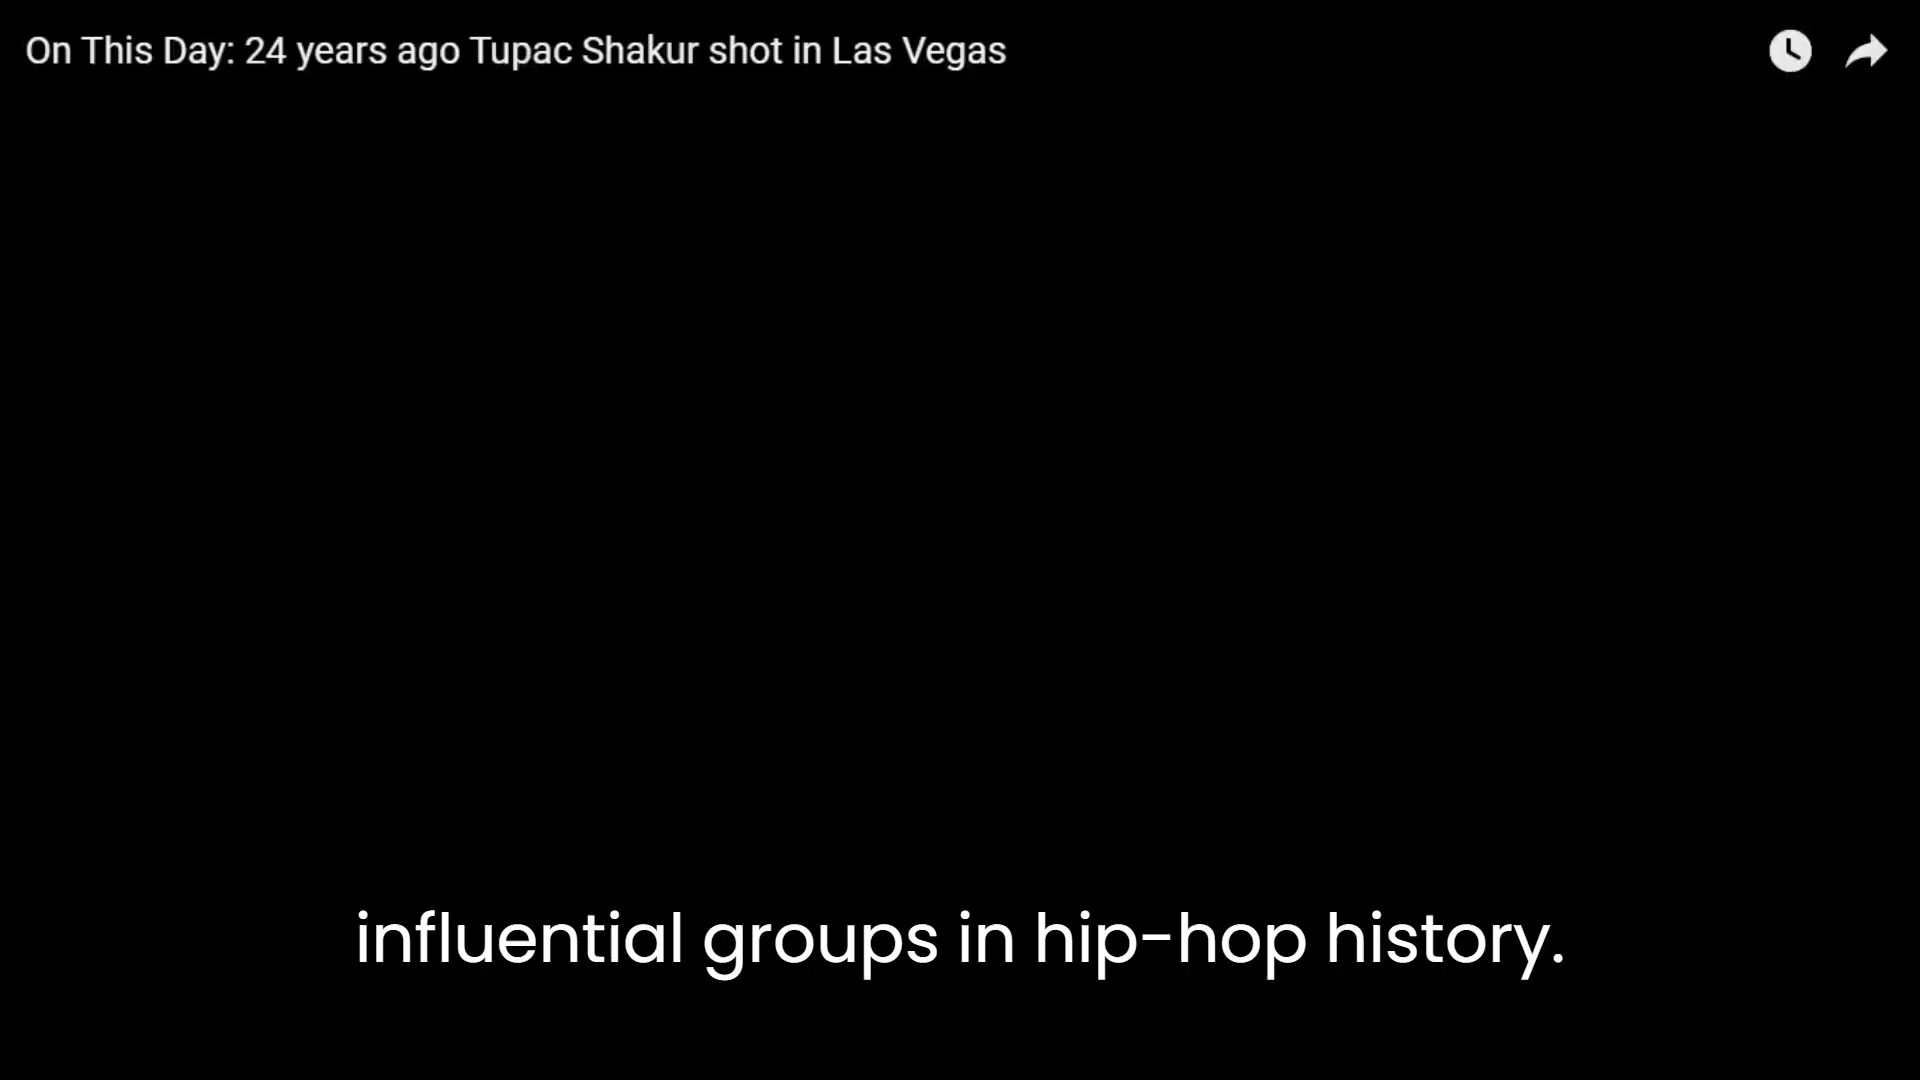 On This Day: 24 years ago Tupac Shakur shot in Las Vegas
influential groups in hip-hop history.